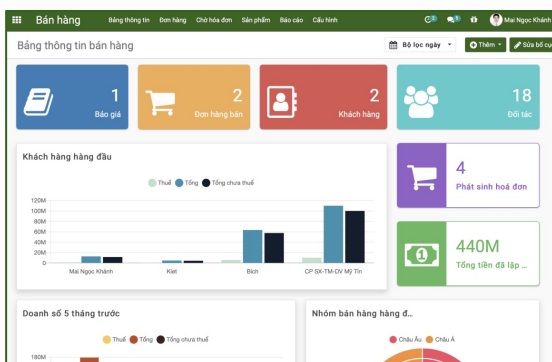 Bán hàng Bảng thông tin Đơn hàng Chờ hóa đơn Sản phẩm Báo cáo Cấu hình Mai Ngọc Khánh
Bảng thông tin bán hàng Bộ lọc ngày Thêm Sửa bố cục
1
Báo giá
2
Đơn hàng bán
2
Khách hàng
18
Đối tác
Khách hàng hàng đầu
Thuế Tổng Tổng chưa thuế
120M
100M
80M
60M
40M
20M
0
Mai Ngọc Khánh Kiet Bích CP SX-TM-DV Mỹ Tín
4
Phát sinh hoá đơn
440M
Tổng tiền đã lập ...
Doanh số 5 tháng trước
Thuế Tổng Tổng chưa thuế
180M
Nhóm bán hàng hàng đ...
Châu Âu Châu Á